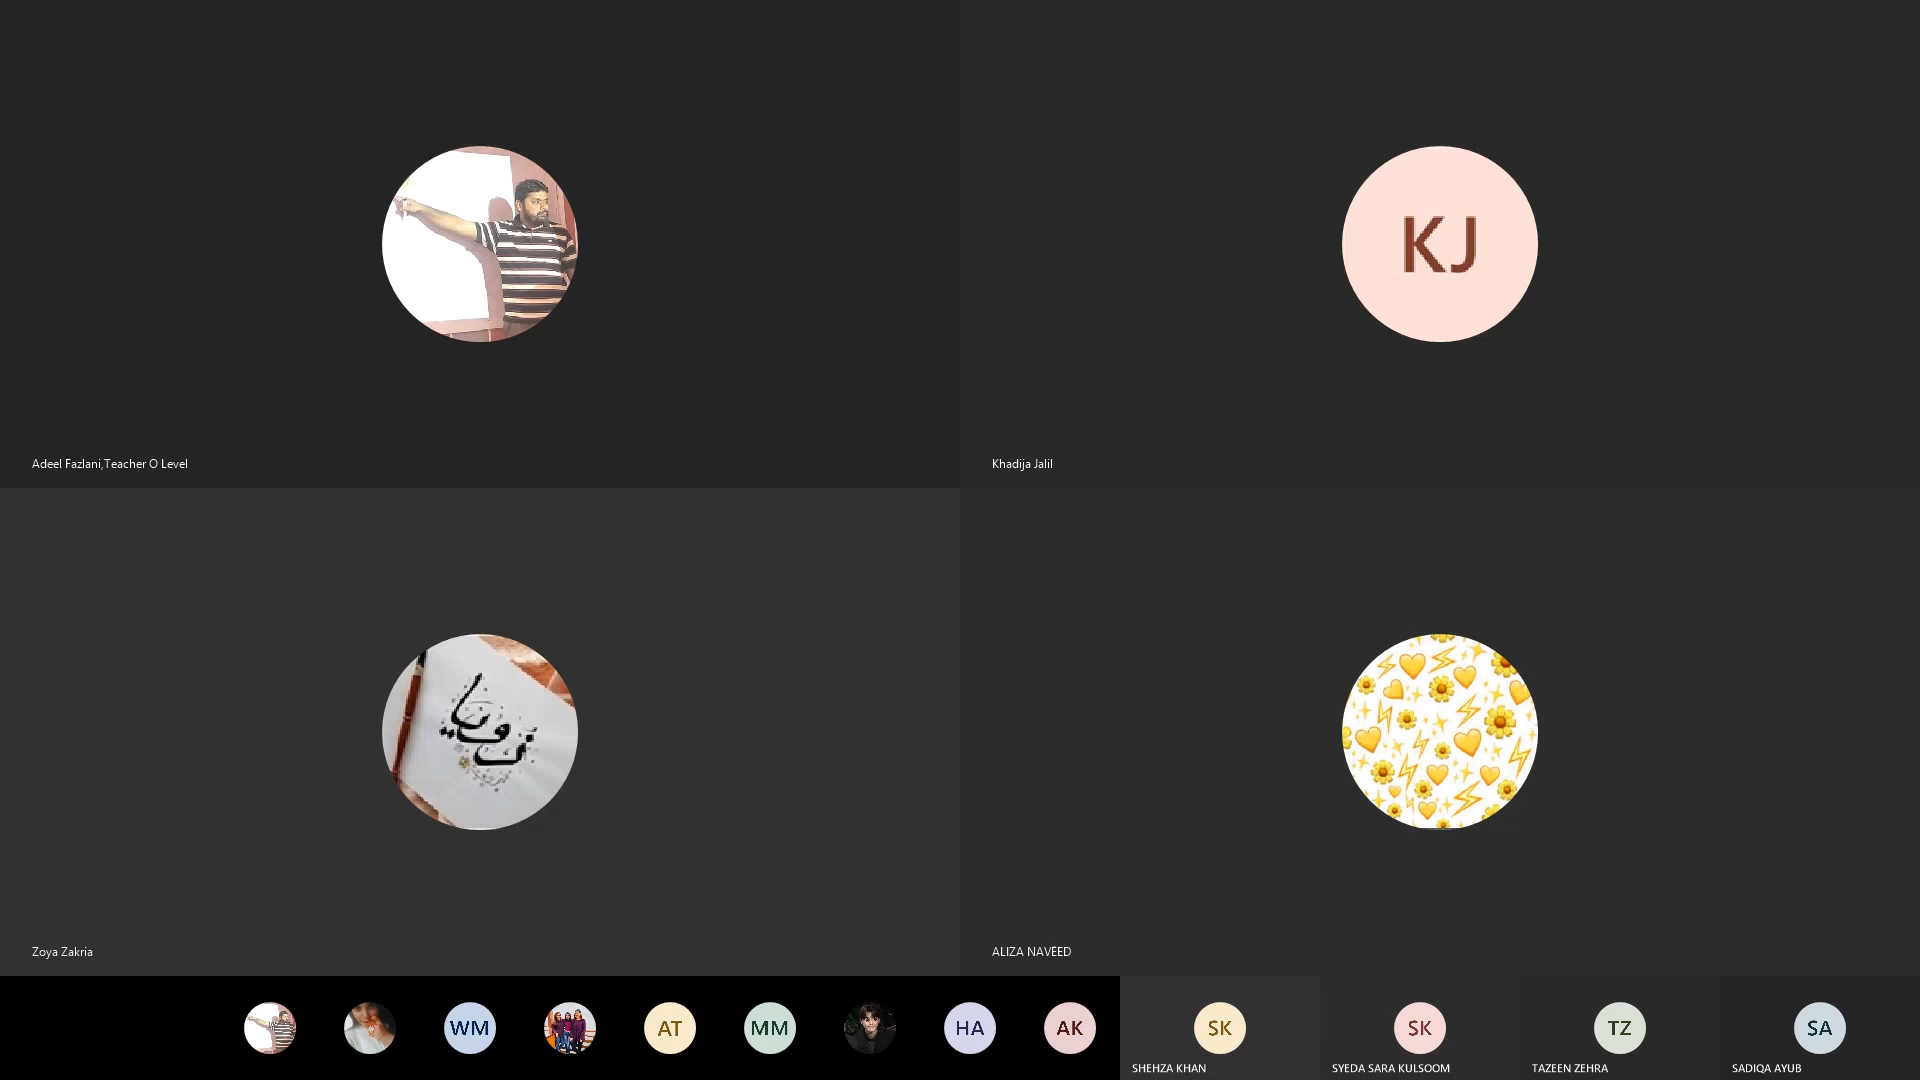 KJ
Adeel Fazlani,Teacher O Level
Khadija Jalil
زويا
Zoya Zakria
ALIZA NAVEED
WM
AT
MM
HA
AK
SK
SK
TZ
SA
SHEHZA KHAN
SYEDA SARA KULSOOM
TAZEEN ZEHRA
SADIQA AYUB